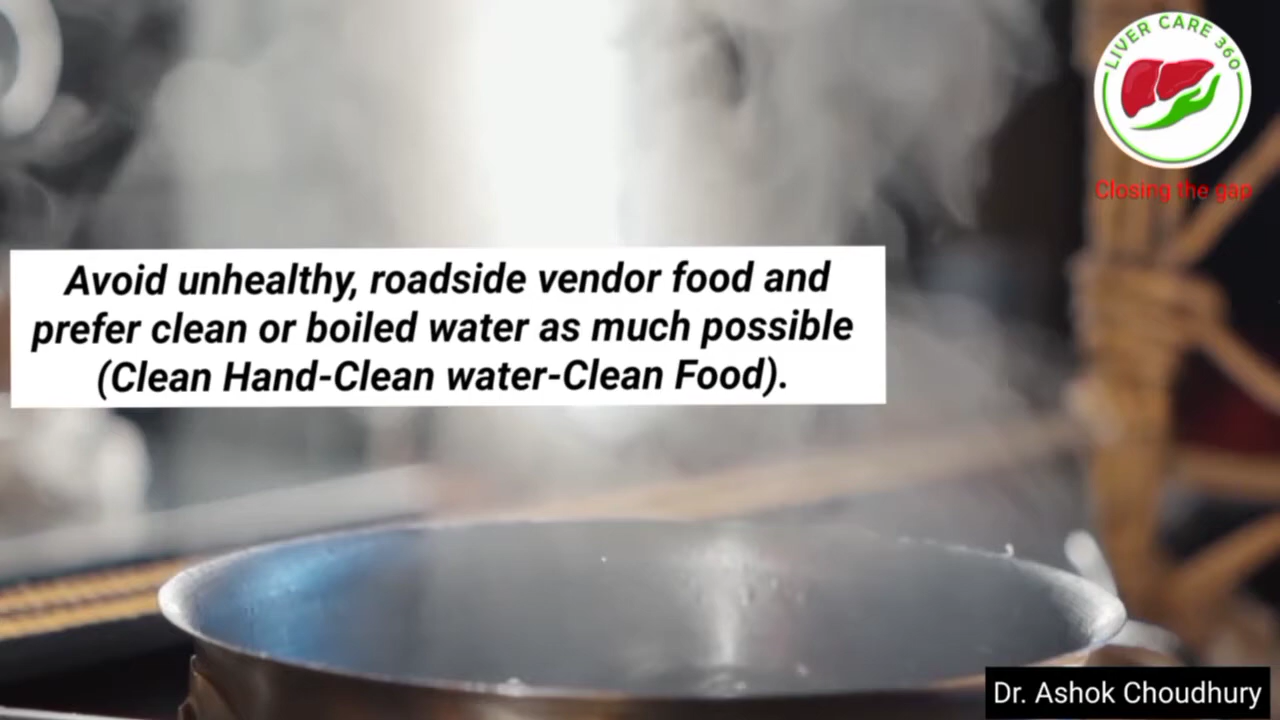 LIVER CARE 360
Closing the gap
Avoid unhealthy, roadside vendor food and
prefer clean or boiled water as much possible
(Clean Hand-Clean water-Clean Food).
Dr. Ashok Choudhury